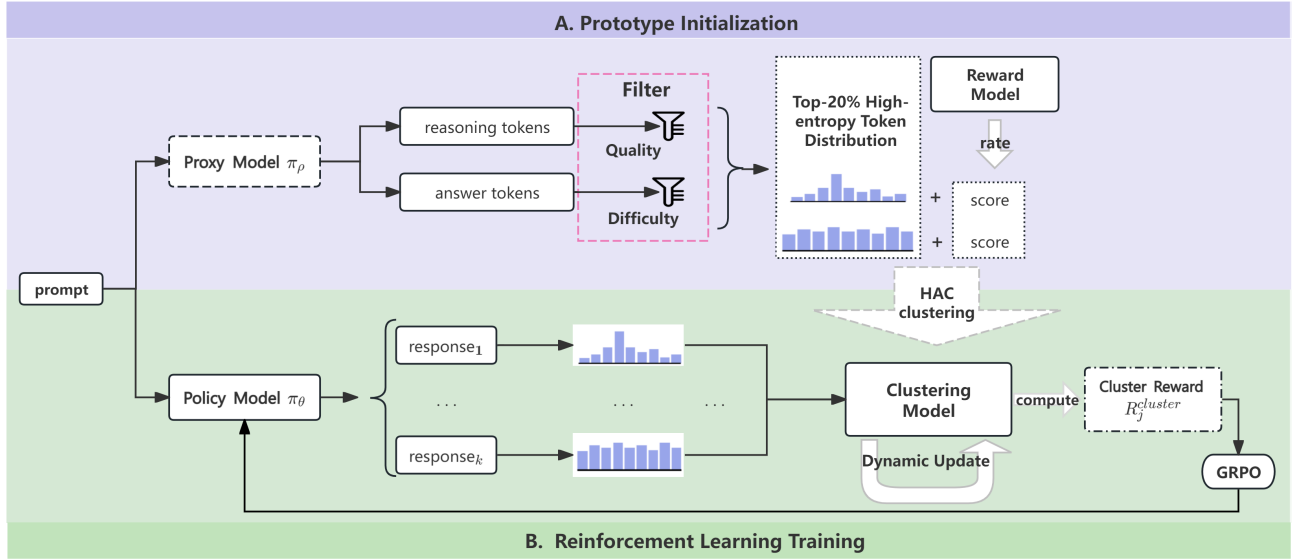 A. Prototype Initialization
Filter
reasoning tokens
Quality
Proxy Model πρ
answer tokens
Difficulty
Top-20% High-
entropy Token
Distribution
Reward
Model
rate
+ score
+ score
HAC
clustering
prompt
response1
Policy Model πθ
... ... ...
responsek
Clustering
Model
Dynamic Update
compute
Cluster Reward
R_j^{cluster}
GRPO
B. Reinforcement Learning Training